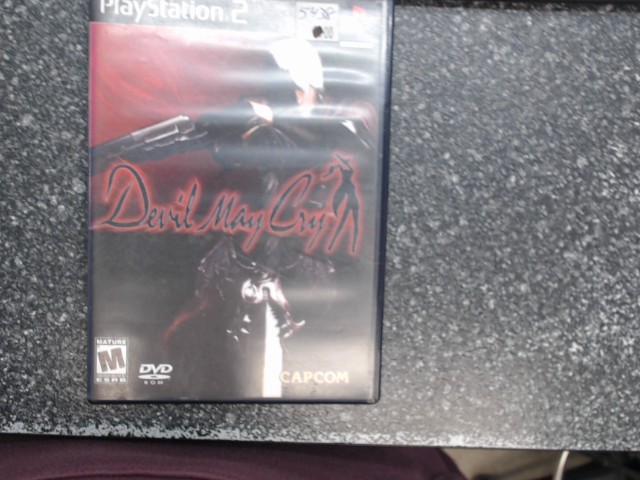 PlayStation 2
Devil May Cry
MATURE
M
ESRB
DVD
ROM
CAPCOM